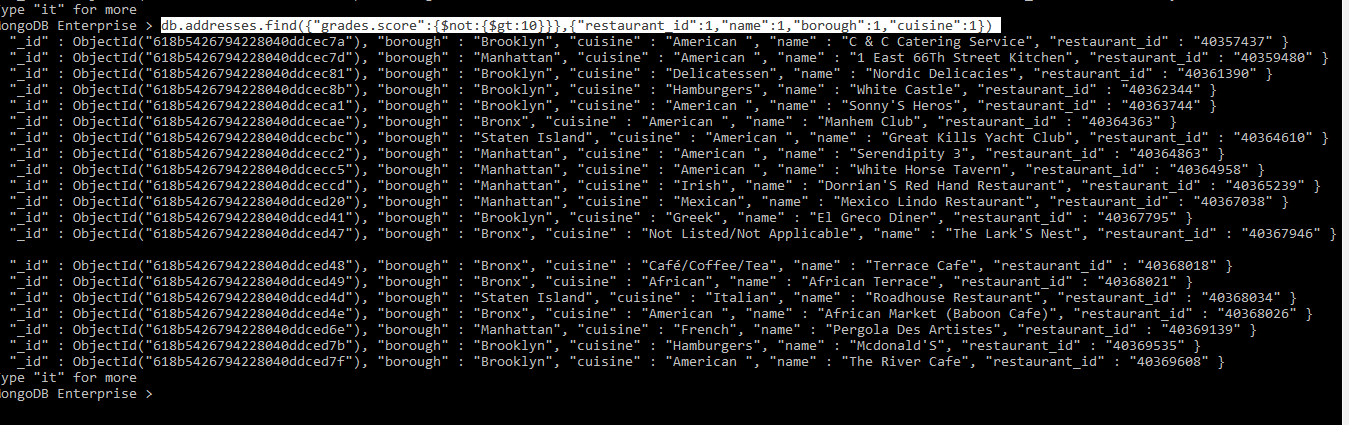 ype "it" for more
ongoDB Enterprise > db.addresses.find({"grades.score":{$not:{$gt:10}}},{"restaurant_id":1,"name":1,"borough":1,"cuisine":1})
"_id" : ObjectId("618b5426794228040ddcec7a"), "borough" : "Brooklyn", "cuisine" : "American ", "name" : "C & C Catering Service", "restaurant_id" : "40357437" }
"_id" : ObjectId("618b5426794228040ddcec7d"), "borough" : "Manhattan", "cuisine" : "American ", "name" : "1 East 66Th Street Kitchen", "restaurant_id" : "40359480" }
"_id" : ObjectId("618b5426794228040ddcec81"), "borough" : "Brooklyn", "cuisine" : "Delicatessen", "name" : "Nordic Delicacies", "restaurant_id" : "40361390" }
"_id" : ObjectId("618b5426794228040ddcec8b"), "borough" : "Brooklyn", "cuisine" : "Hamburgers", "name" : "White Castle", "restaurant_id" : "40362344" }
"_id" : ObjectId("618b5426794228040ddceca1"), "borough" : "Brooklyn", "cuisine" : "American ", "name" : "Sonny'S Heros", "restaurant_id" : "40363744" }
"_id" : ObjectId("618b5426794228040ddcecae"), "borough" : "Bronx", "cuisine" : "American ", "name" : "Manhem Club", "restaurant_id" : "40364363" }
"_id" : ObjectId("618b5426794228040ddcecbc"), "borough" : "Staten Island", "cuisine" : "American ", "name" : "Great Kills Yacht Club", "restaurant_id" : "40364610" }
"_id" : ObjectId("618b5426794228040ddcecc2"), "borough" : "Manhattan", "cuisine" : "American ", "name" : "Serendipity 3", "restaurant_id" : "40364863" }
"_id" : ObjectId("618b5426794228040ddcecc5"), "borough" : "Manhattan", "cuisine" : "American ", "name" : "White Horse Tavern", "restaurant_id" : "40364958" }
"_id" : ObjectId("618b5426794228040ddceccd"), "borough" : "Manhattan", "cuisine" : "Irish", "name" : "Dorrian'S Red Hand Restaurant", "restaurant_id" : "40365239" }
"_id" : ObjectId("618b5426794228040ddced20"), "borough" : "Manhattan", "cuisine" : "Mexican", "name" : "Mexico Lindo Restaurant", "restaurant_id" : "40367038" }
"_id" : ObjectId("618b5426794228040ddced41"), "borough" : "Brooklyn", "cuisine" : "Greek", "name" : "El Greco Diner", "restaurant_id" : "40367795" }
"_id" : ObjectId("618b5426794228040ddced47"), "borough" : "Bronx", "cuisine" : "Not Listed/Not Applicable", "name" : "The Lark'S Nest", "restaurant_id" : "40367946" }
"_id" : ObjectId("618b5426794228040ddced48"), "borough" : "Bronx", "cuisine" : "Café/Coffee/Tea", "name" : "Terrace Cafe", "restaurant_id" : "40368018" }
"_id" : ObjectId("618b5426794228040ddced49"), "borough" : "Bronx", "cuisine" : "African", "name" : "African Terrace", "restaurant_id" : "40368021" }
"_id" : ObjectId("618b5426794228040ddced4d"), "borough" : "Staten Island", "cuisine" : "Italian", "name" : "Roadhouse Restaurant", "restaurant_id" : "40368034" }
"_id" : ObjectId("618b5426794228040ddced4e"), "borough" : "Bronx", "cuisine" : "American ", "name" : "African Market (Baboon Cafe)", "restaurant_id" : "40368026" }
"_id" : ObjectId("618b5426794228040ddced6e"), "borough" : "Manhattan", "cuisine" : "French", "name" : "Pergola Des Artistes", "restaurant_id" : "40369139" }
"_id" : ObjectId("618b5426794228040ddced7b"), "borough" : "Brooklyn", "cuisine" : "Hamburgers", "name" : "Mcdonald'S", "restaurant_id" : "40369535" }
"_id" : ObjectId("618b5426794228040ddced7f"), "borough" : "Brooklyn", "cuisine" : "American ", "name" : "The River Cafe", "restaurant_id" : "40369608" }
ype "it" for more
ongoDB Enterprise >